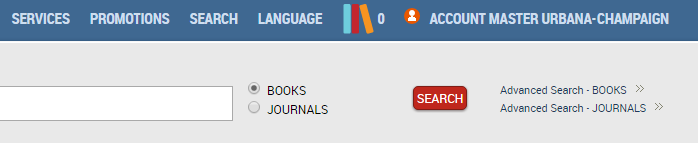 SERVICES PROMOTIONS SEARCH LANGUAGE 0 ACCOUNT MASTER URBANA-CHAMPAIGN
BOOKS
JOURNALS
SEARCH
Advanced Search - BOOKS
Advanced Search - JOURNALS